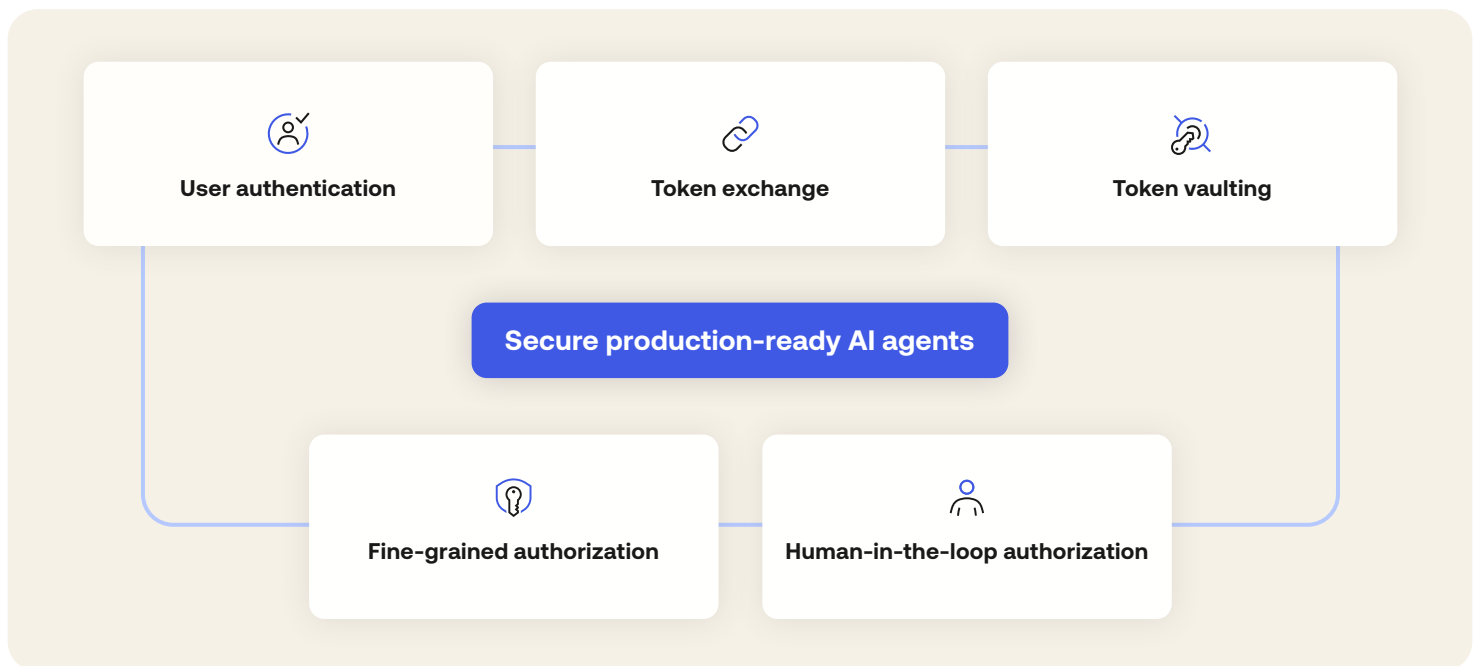 User authentication
Token exchange
Token vaulting
Secure production-ready AI agents
Fine-grained authorization
Human-in-the-loop authorization